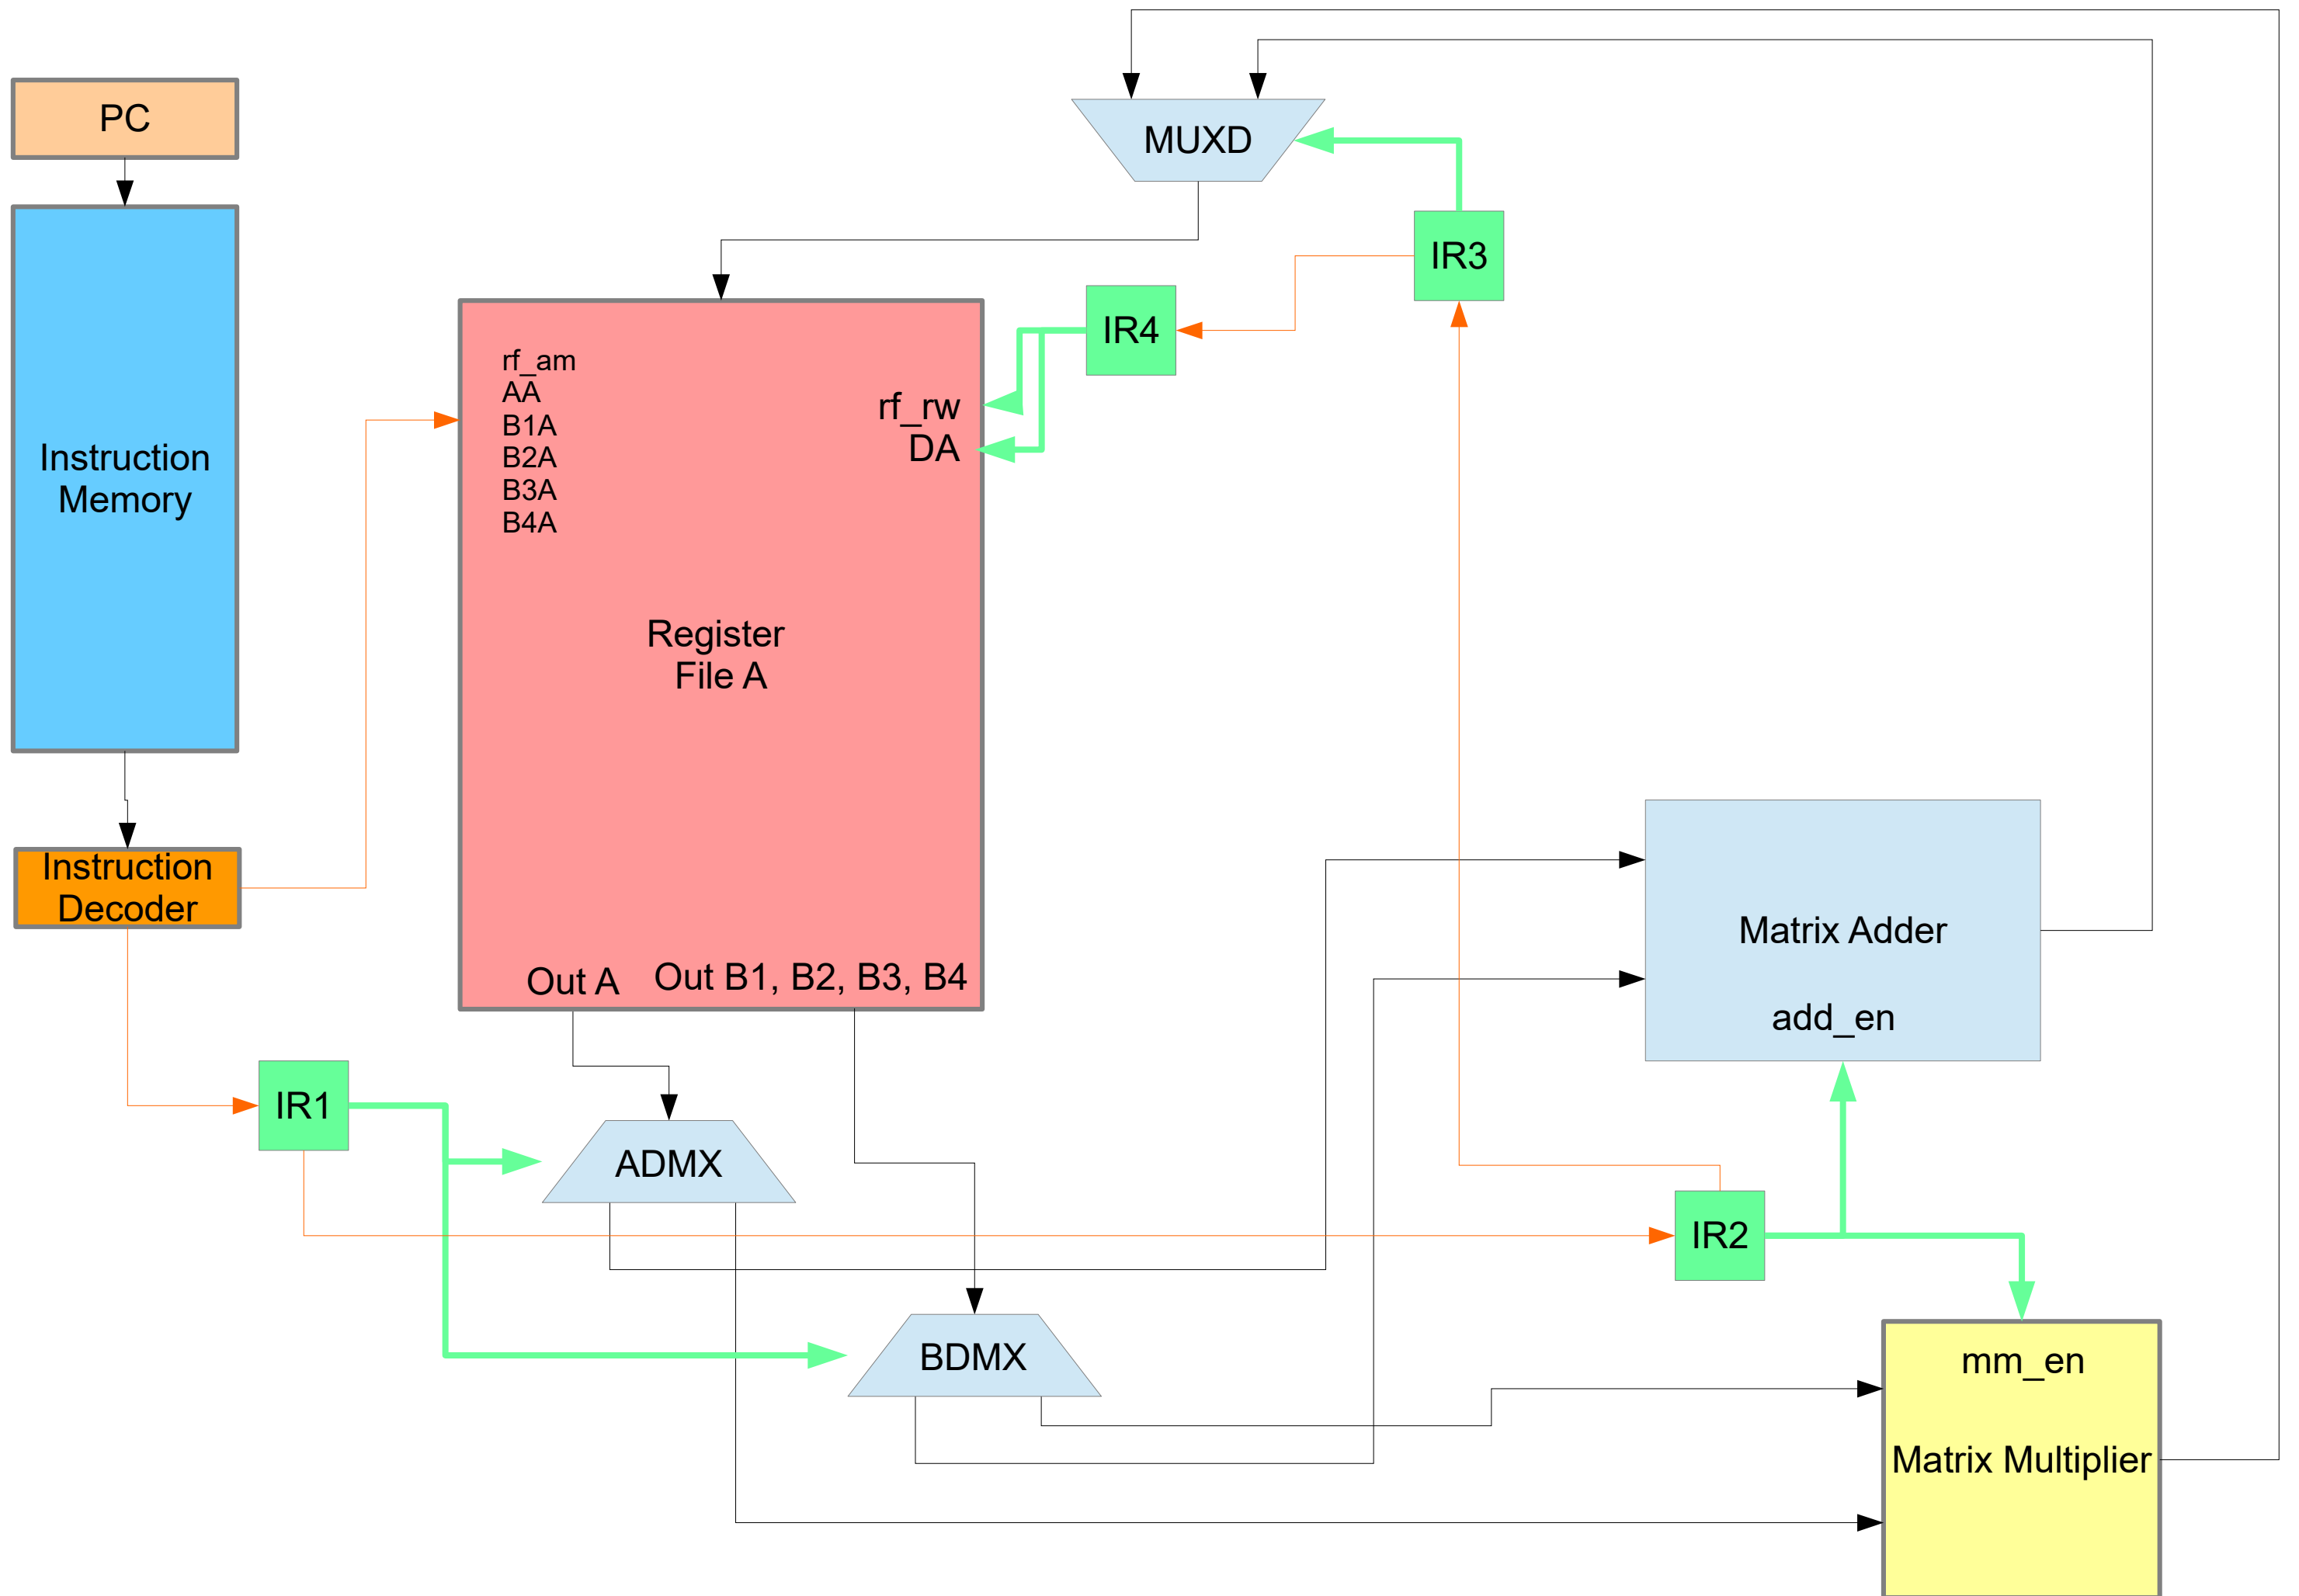 PC
MUXD
IR3
IR4
Instruction
Memory
rf_am
AA
B1A
B2A
B3A
B4A
rf_rw
DA
Register
File A
Instruction
Decoder
Out A
Out B1, B2, B3, B4
Matrix Adder
add_en
IR1
ADMX
IR2
BDMX
mm_en
Matrix Multiplier